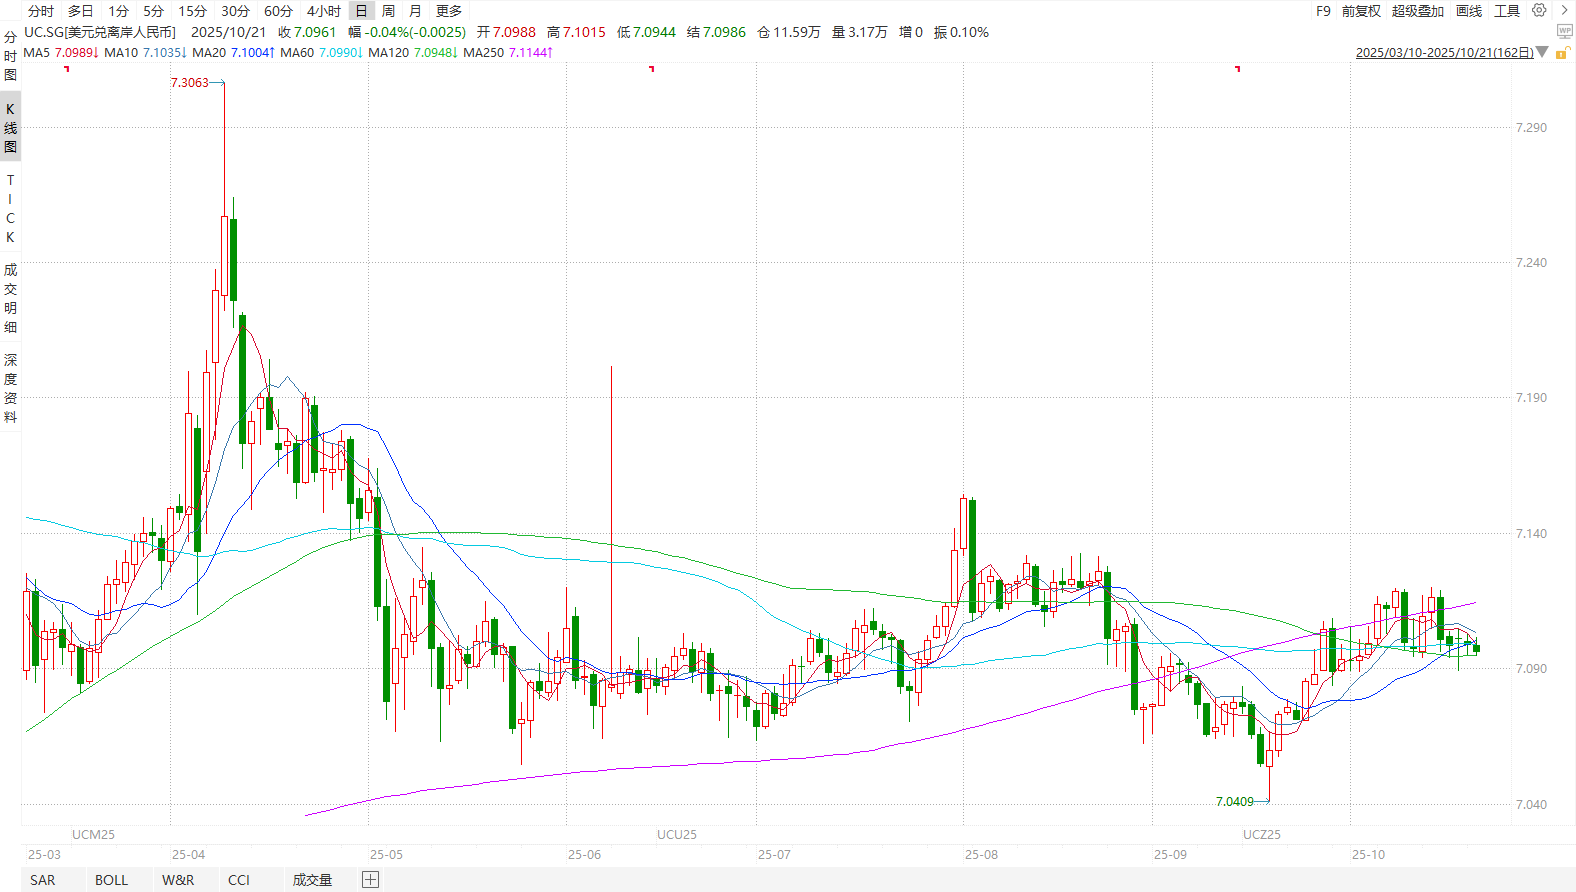 分时 多日 1分 5分 15分 30分 60分 4小时 日 周 月 更多 F9 前复权 超级叠加 画线 工具
UC.SG[美元兑离岸人民币] 2025/10/21 收 7.0961 幅 -0.04%(-0.0025) 开 7.0988 高 7.1015 低 7.0944 结 7.0986 仓 11.59万 量 3.17万 增 0 振 0.10%
MA5 7.0989↓ MA10 7.1035↓ MA20 7.1004↑ MA60 7.0990↓ MA120 7.0948↓ MA250 7.1144↑ 2025/03/10-2025/10/21(162日)
WP
分时图
K线图
TICK
成交明细
深度资料
7.3063
7.290
7.240
7.190
7.140
7.090
7.0409
7.040
UCM25 UCU25 UCZ25
25-03 25-04 25-05 25-06 25-07 25-08 25-09 25-10
SAR BOLL W&R CCI 成交量